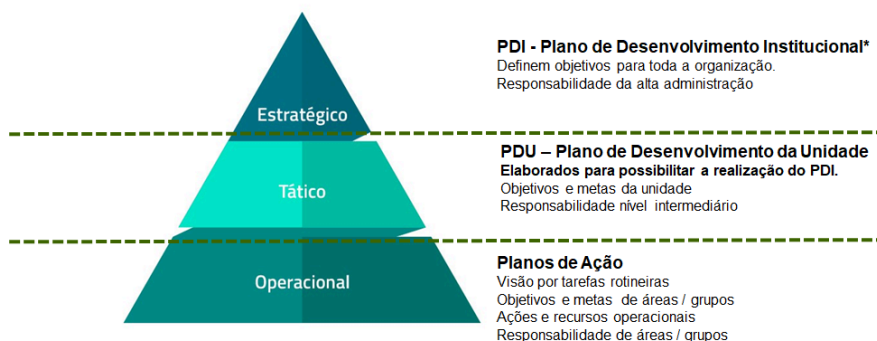 PDI - Plano de Desenvolvimento Institucional*
Definem objetivos para toda a organização.
Responsabilidade da alta administração
Estratégico
PDU – Plano de Desenvolvimento da Unidade
Elaborados para possibilitar a realização do PDI.
Objetivos e metas da unidade
Responsabilidade nível intermediário
Tático
Planos de Ação
Visão por tarefas rotineiras
Objetivos e metas de áreas / grupos
Ações e recursos operacionais
Responsabilidade de áreas / grupos
Operacional